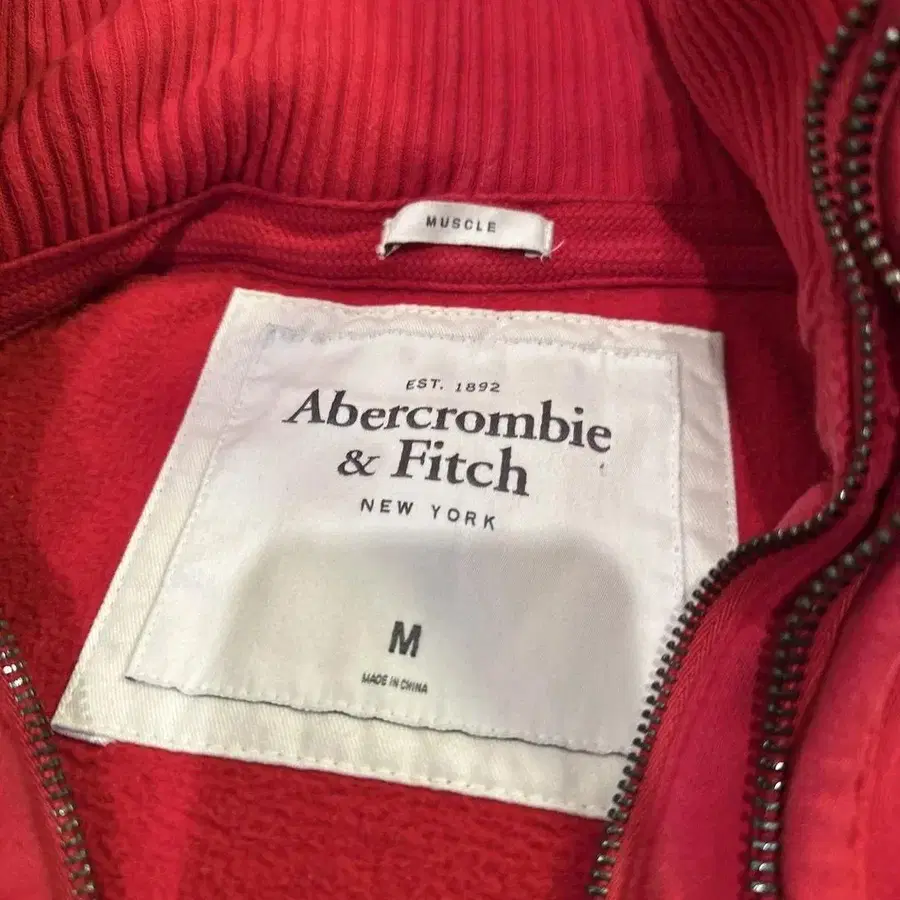 MUSCLE
EST. 1892
Abercrombie
& Fitch
NEW YORK
M
MADE IN CHINA